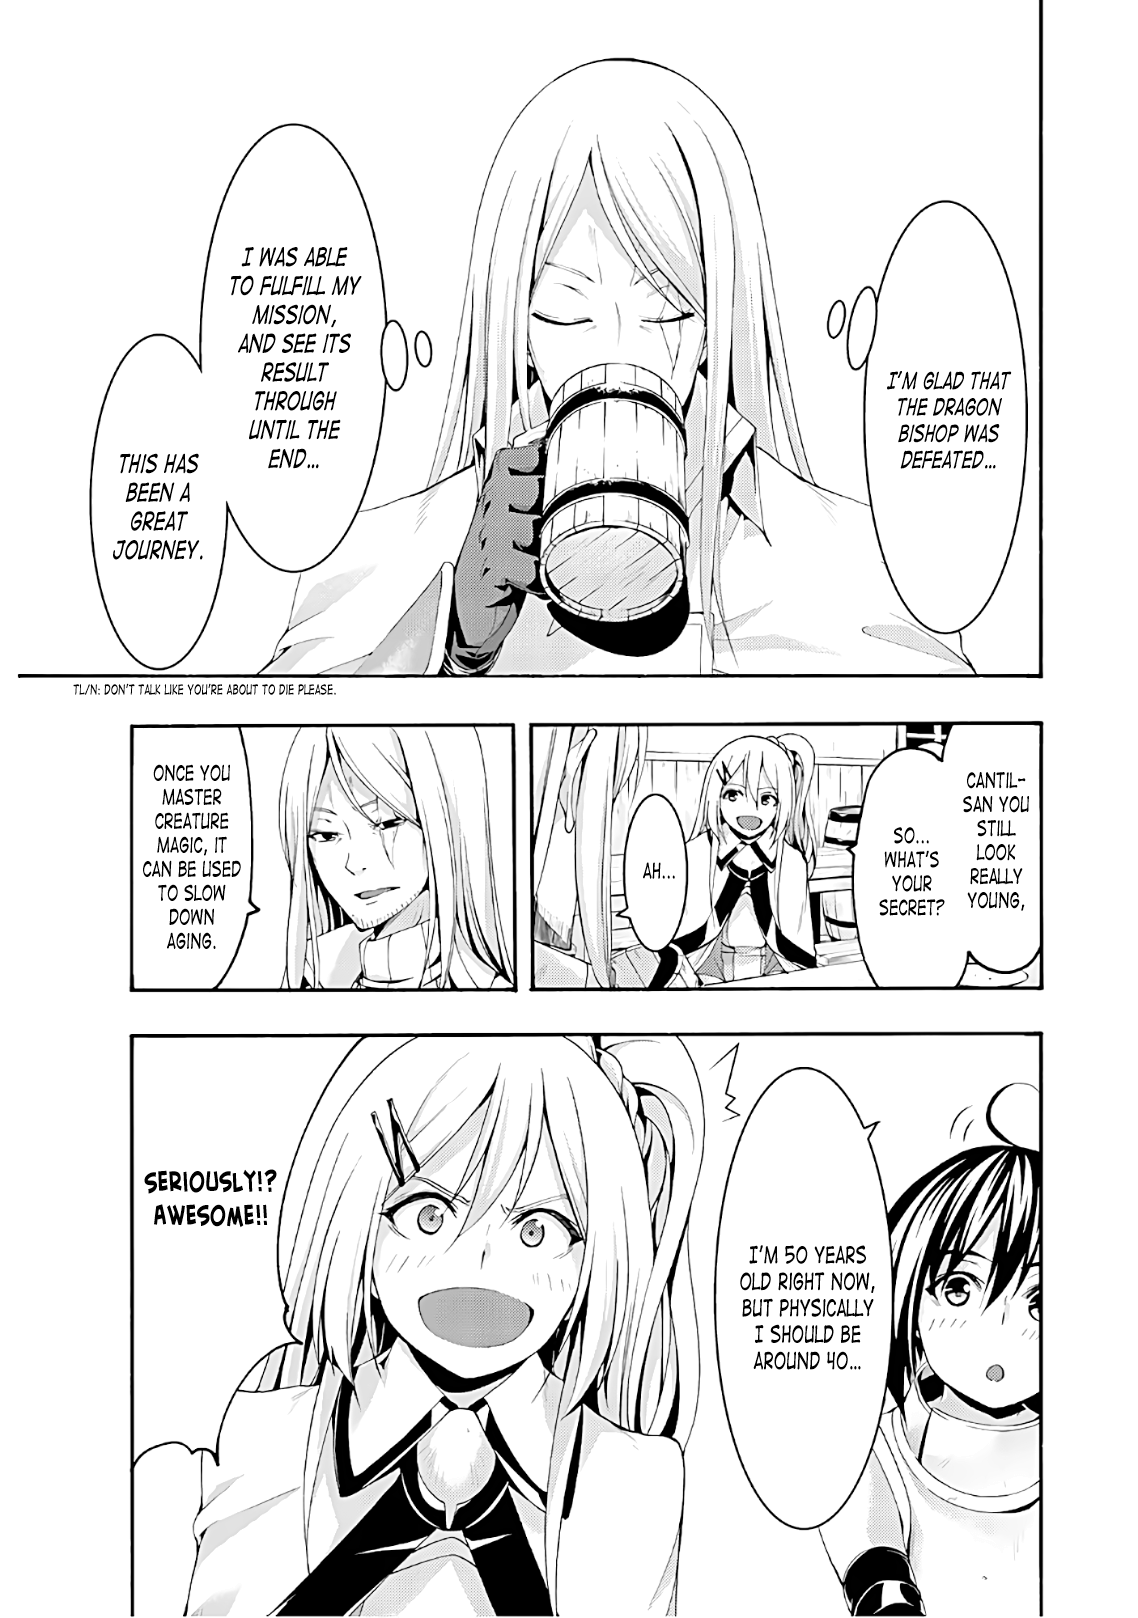 I'M GLAD THAT
THE DRAGON
BISHOP WAS
DEFEATED...
I WAS ABLE
TO FULFILL MY
MISSION,
AND SEE ITS
RESULT
THROUGH
UNTIL THE
END...
THIS HAS
BEEN A
GREAT
JOURNEY.
TL/N: DON'T TALK LIKE YOU'RE ABOUT TO DIE PLEASE.
CANTIL-
SAN YOU
STILL
LOOK
REALLY
YOUNG,
SO...
WHAT'S
YOUR
SECRET?
AH...
ONCE YOU
MASTER
CREATURE
MAGIC, IT
CAN BE USED
TO SLOW
DOWN
AGING.
I'M 50 YEARS
OLD RIGHT NOW,
BUT PHYSICALLY
I SHOULD BE
AROUND 40...
SERIOUSLY!?
AWESOME!!